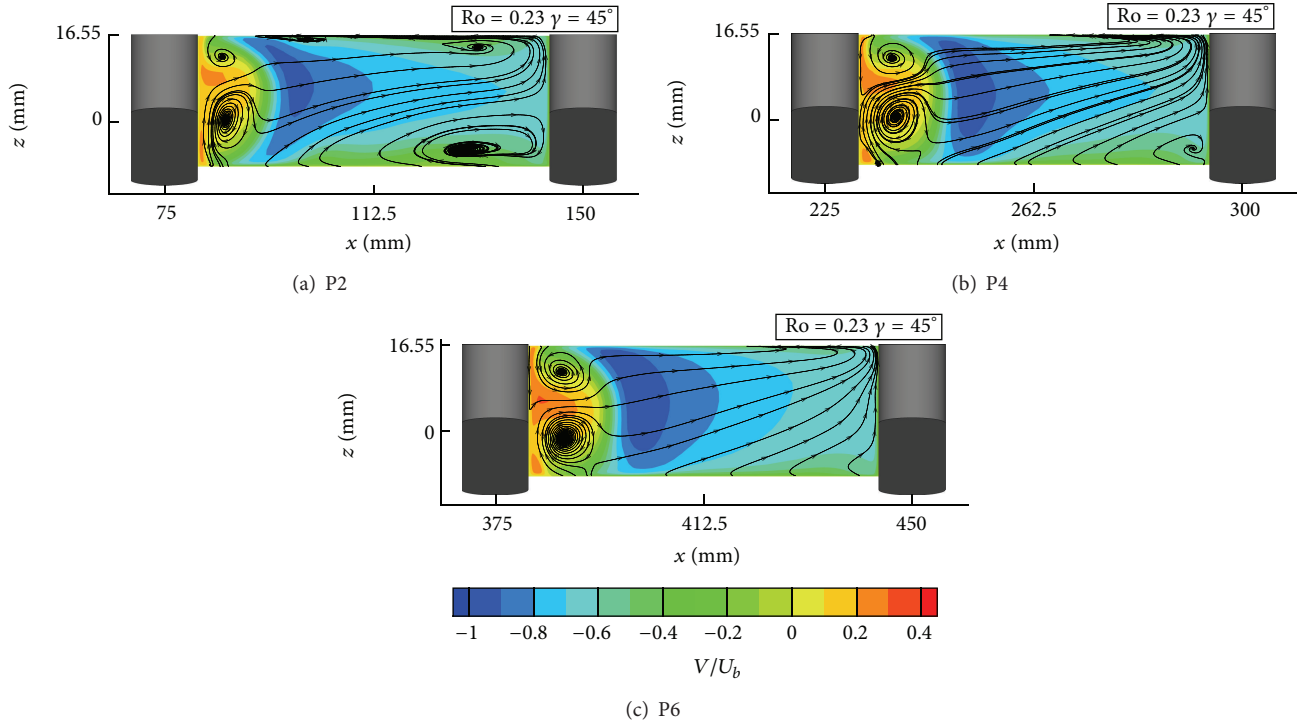 Ro = 0.23 γ = 45°
16.55
0
z (mm)
75
112.5
150
x (mm)
(a) P2
Ro = 0.23 γ = 45°
16.55
0
z (mm)
225
262.5
300
x (mm)
(b) P4
Ro = 0.23 γ = 45°
16.55
0
z (mm)
375
412.5
450
x (mm)
−1 −0.8 −0.6 −0.4 −0.2 0 0.2 0.4
V/U_b
(c) P6